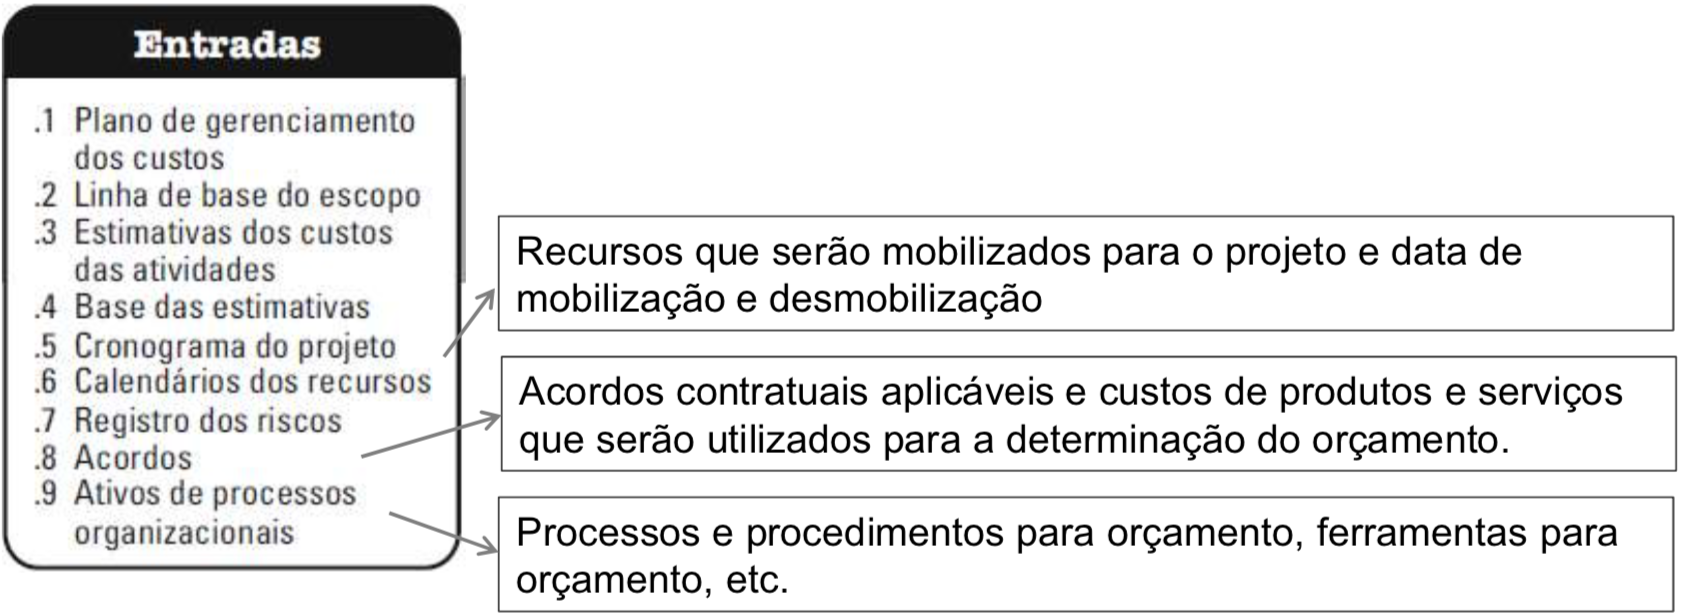 Entradas
.1 Plano de gerenciamento
dos custos
.2 Linha de base do escopo
.3 Estimativas dos custos
das atividades
.4 Base das estimativas
.5 Cronograma do projeto
.6 Calendários dos recursos
.7 Registro dos riscos
.8 Acordos
.9 Ativos de processos
organizacionais
Recursos que serão mobilizados para o projeto e data de
mobilização e desmobilização
Acordos contratuais aplicáveis e custos de produtos e serviços
que serão utilizados para a determinação do orçamento.
Processos e procedimentos para orçamento, ferramentas para
orçamento, etc.